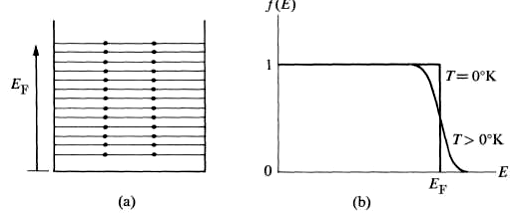 f(E)
E_F
1
T = 0°K
T > 0°K
0
E
E_F
(a)
(b)